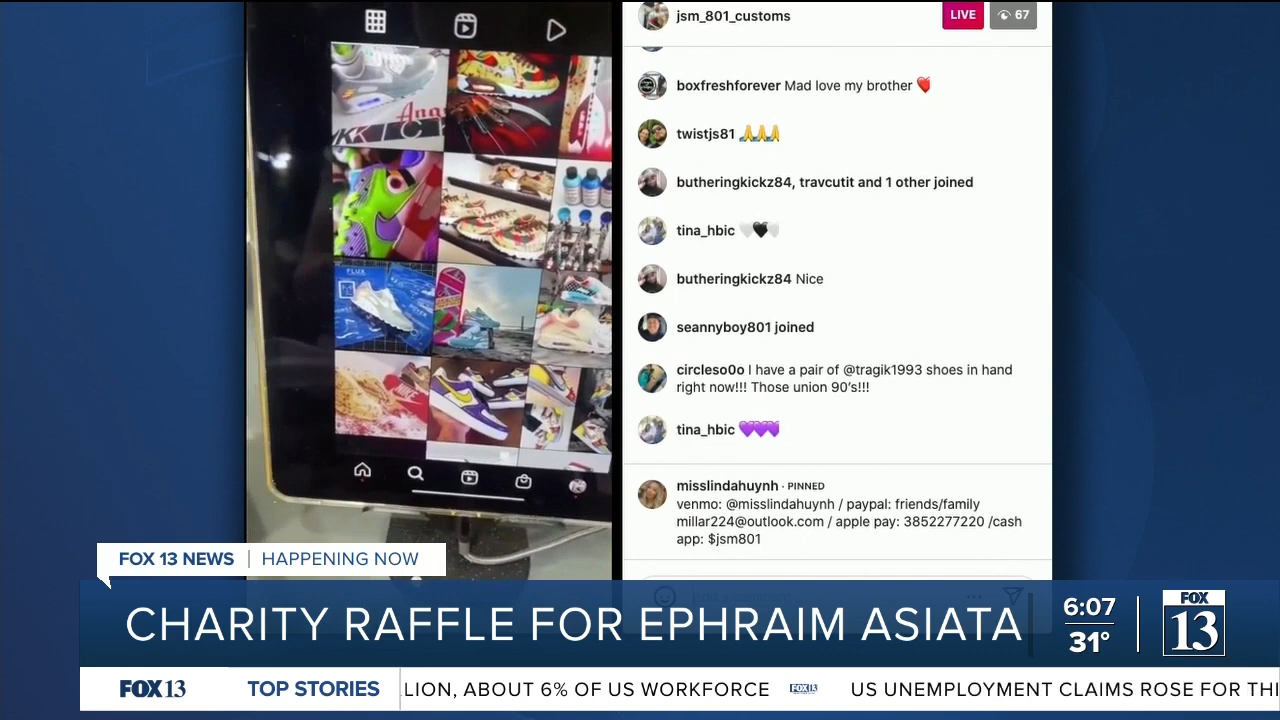 jsm_801_customs
LIVE
67
boxfreshforever Mad love my brother ❤️
twistjs81 🙏🙏🙏
butheringkickz84, travcutit and 1 other joined
tina_hbic 🤍🖤🤍
butheringkickz84 Nice
seannyboy801 joined
circleso0o I have a pair of @tragik1993 shoes in hand
right now!!! Those union 90's!!!
tina_hbic 💜💜💜
misslindahuynh · PINNED
venmo: @misslindahuynh / paypal: friends/family
millar224@outlook.com / apple pay: 3852277220 /cash
app: $jsm801
FLUX
FOX 13 NEWS | HAPPENING NOW
CHARITY RAFFLE FOR EPHRAIM ASIATA
6:07
31°
FOX
13
FOX 13
TOP STORIES
LION, ABOUT 6% OF US WORKFORCE
FOX 13
US UNEMPLOYMENT CLAIMS ROSE FOR THI